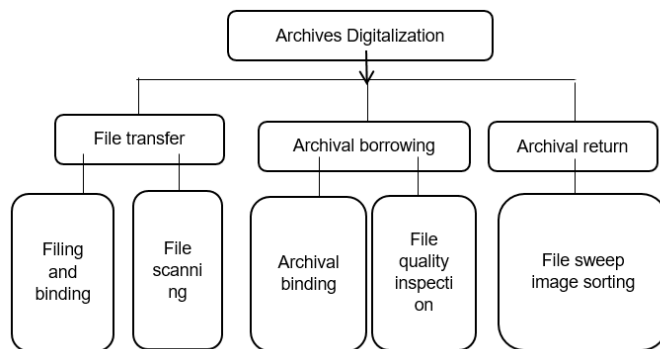 Archives Digitalization
File transfer
Archival borrowing
Archival return
Filing
and
binding
File
scanni
ng
Archival
binding
File
quality
inspecti
on
File sweep
image sorting